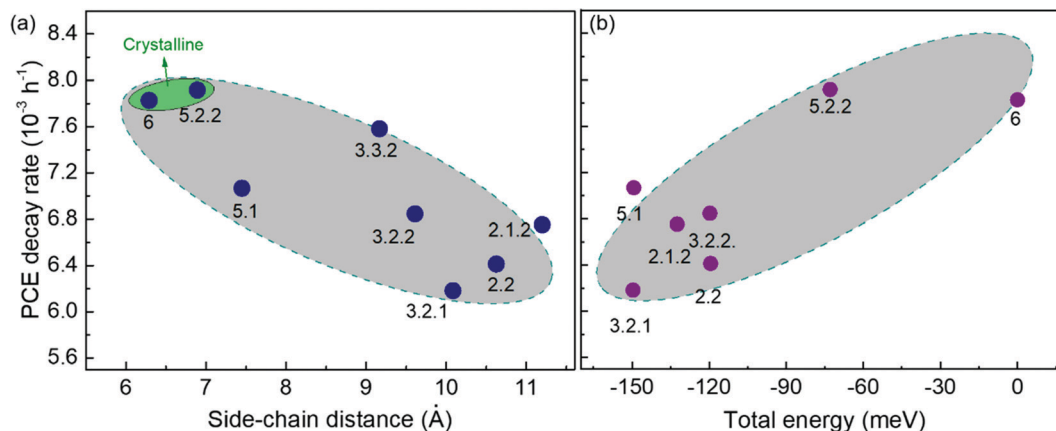 (a)
Crystalline
PCE decay rate (10⁻³ h⁻¹)
8.4
8.0
7.6
7.2
6.8
6.4
6.0
5.6
6
5.2.2
3.3.2
5.1
3.2.2
2.1.2
2.2
3.2.1
6 7 8 9 10 11
Side-chain distance (Å)
(b)
5.2.2
6
5.1
2.1.2
3.2.2.
2.2
3.2.1
-150 -120 -90 -60 -30 0
Total energy (meV)